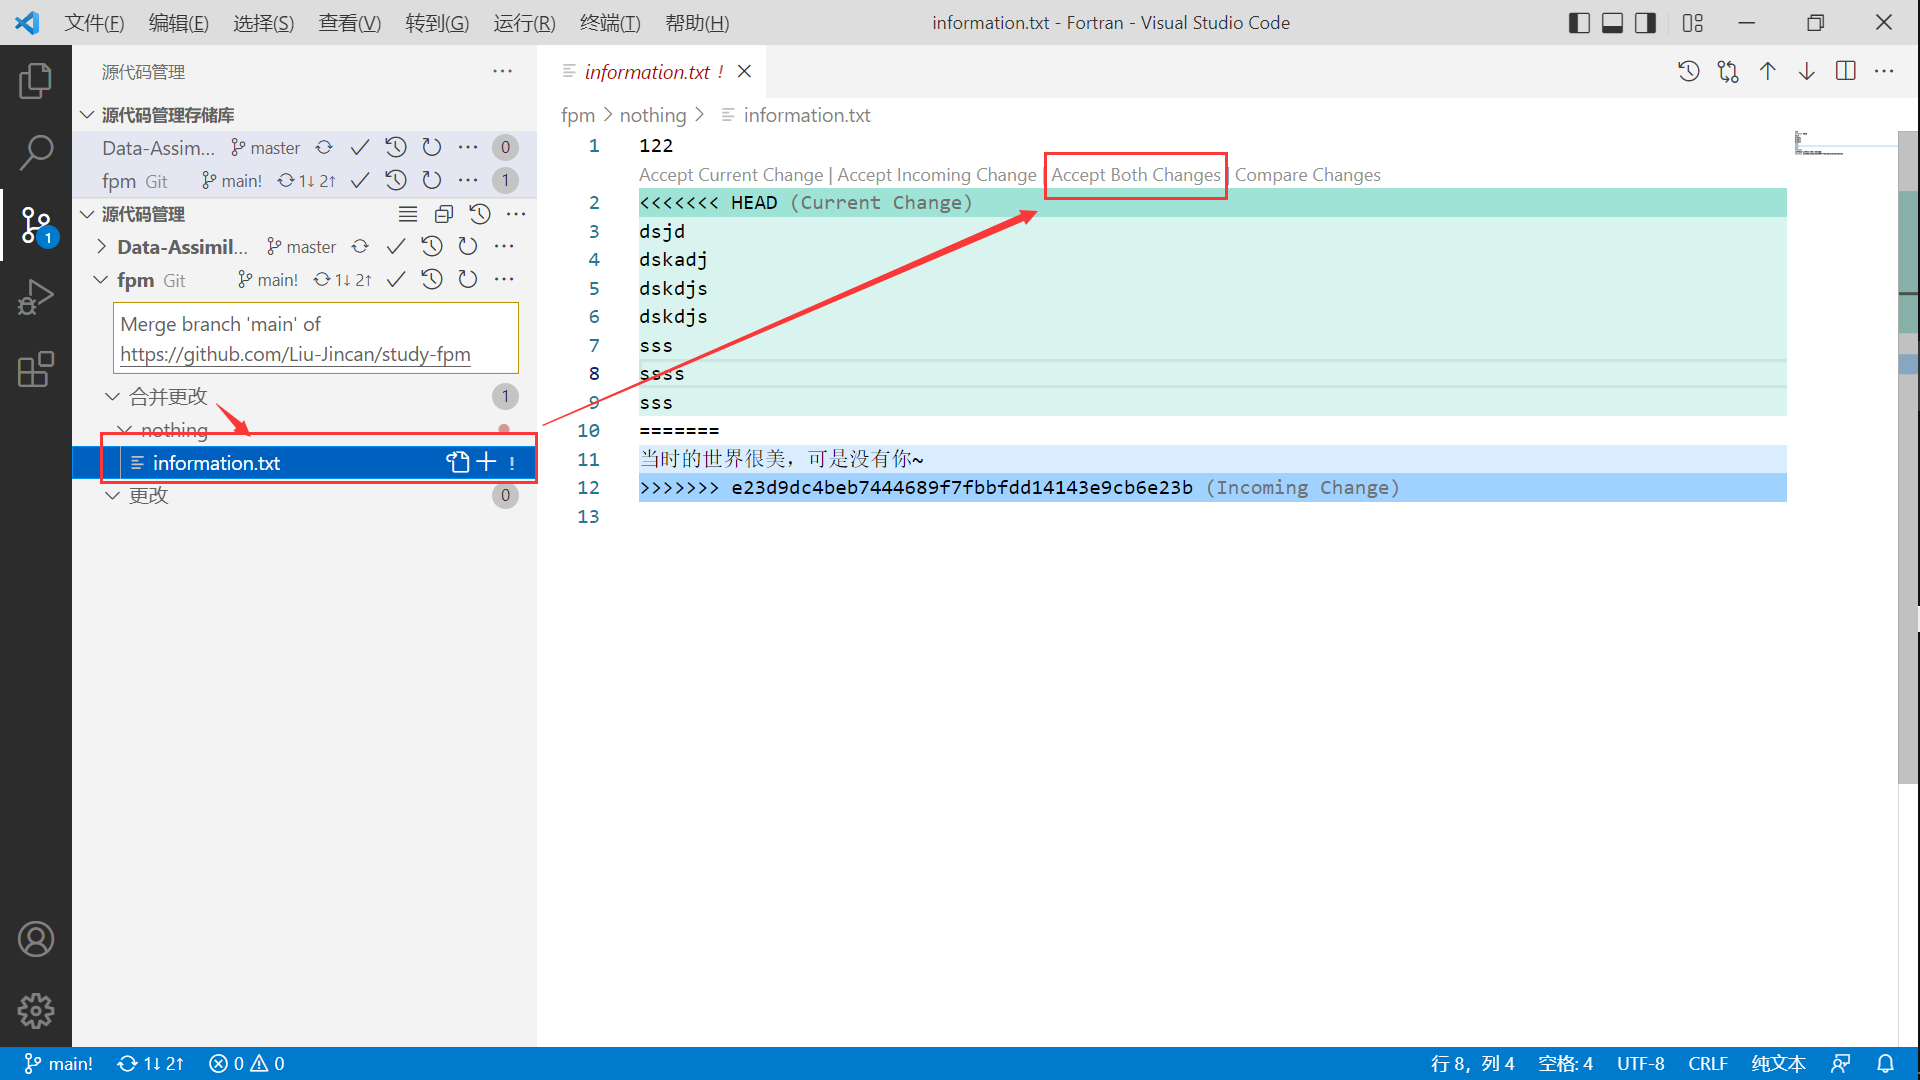 文件(F) 编辑(E) 选择(S) 查看(V) 转到(G) 运行(R) 终端(T) 帮助(H) information.txt - Fortran - Visual Studio Code
源代码管理
源代码管理存储库
Data-Assim... master 0
fpm Git main! 1↓ 2↑ 1
源代码管理
Data-Assimil... master
fpm Git main! 1↓ 2↑
Merge branch 'main' of
https://github.com/Liu-Jincan/study-fpm
合并更改 1
nothing
information.txt !
更改 0
1
information.txt !
fpm > nothing > information.txt
1 122
Accept Current Change | Accept Incoming Change | Accept Both Changes | Compare Changes
2 <<<<<<< HEAD (Current Change)
3 dsjd
4 dskadj
5 dskdjs
6 dskdjs
7 sss
8 ssss
9 sss
10 =======
11 当时的世界很美，可是没有你~
12 >>>>>>> e23d9dc4beb7444689f7fbbfdd14143e9cb6e23b (Incoming Change)
13
main! 1↓ 2↑ 0 0 行 8，列 4 空格: 4 UTF-8 CRLF 纯文本